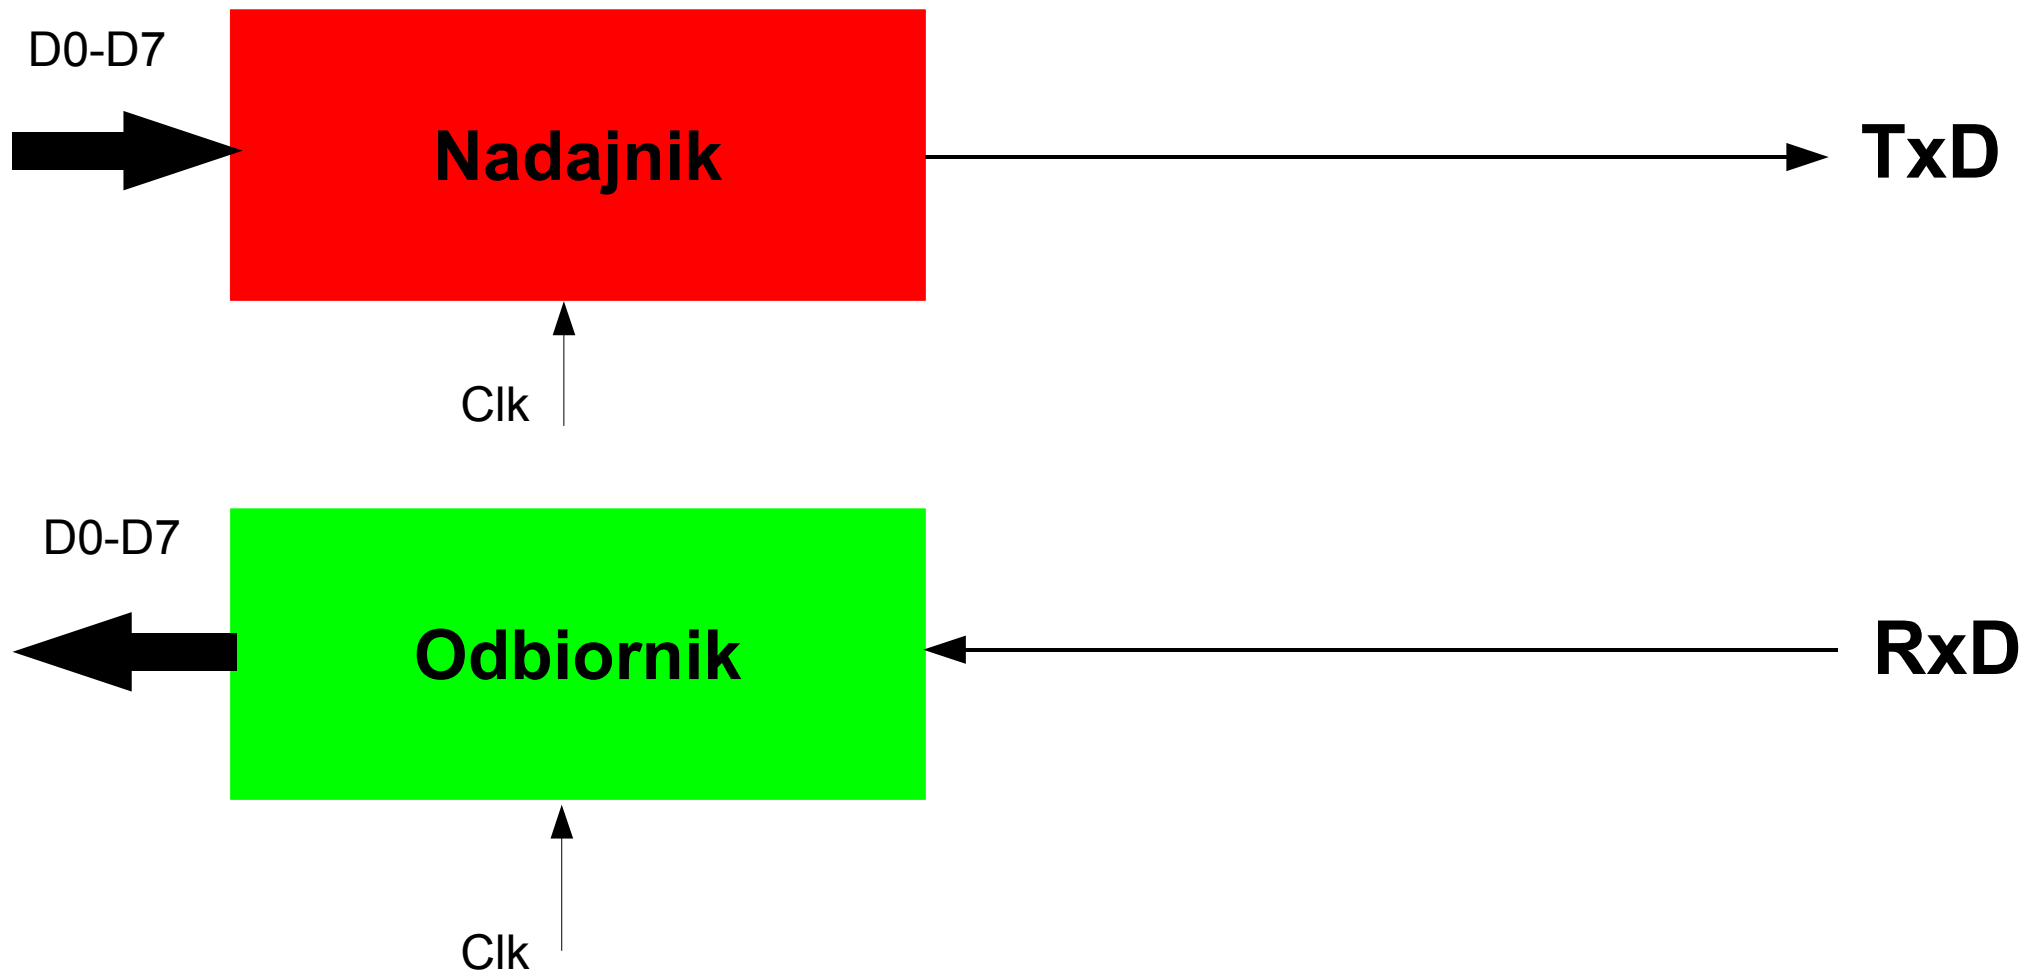 D0-D7
Nadajnik
TxD
Clk
D0-D7
Odbiornik
RxD
Clk